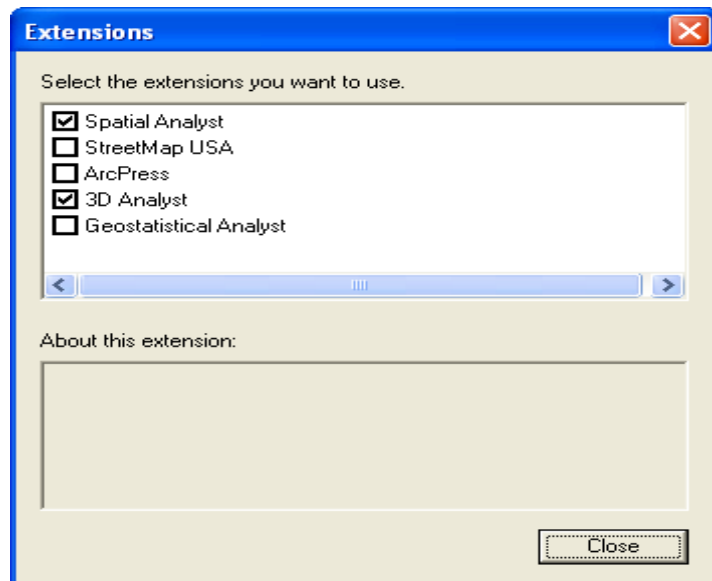 Extensions
Select the extensions you want to use.
Spatial Analyst
StreetMap USA
ArcPress
3D Analyst
Geostatistical Analyst
About this extension:
Close